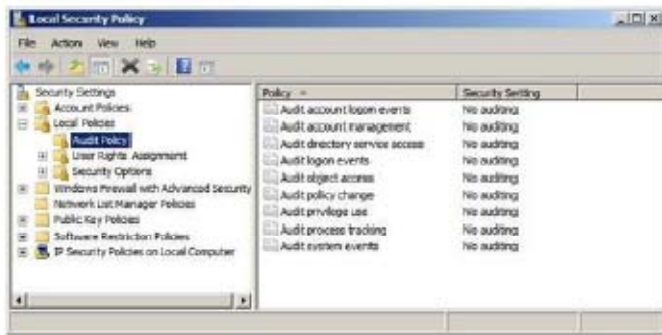 Local Security Policy
File Action View Help
Security Settings
Account Policies
Local Policies
Audit Policy
User Rights Assignment
Security Options
Windows Firewall with Advanced Security
Network List Manager Policies
Public Key Policies
Software Restriction Policies
IP Security Policies on Local Computer
Policy Security Setting
Audit account logon events No auditing
Audit account management No auditing
Audit directory service access No auditing
Audit logon events No auditing
Audit object access No auditing
Audit policy change No auditing
Audit privilege use No auditing
Audit process tracking No auditing
Audit system events No auditing